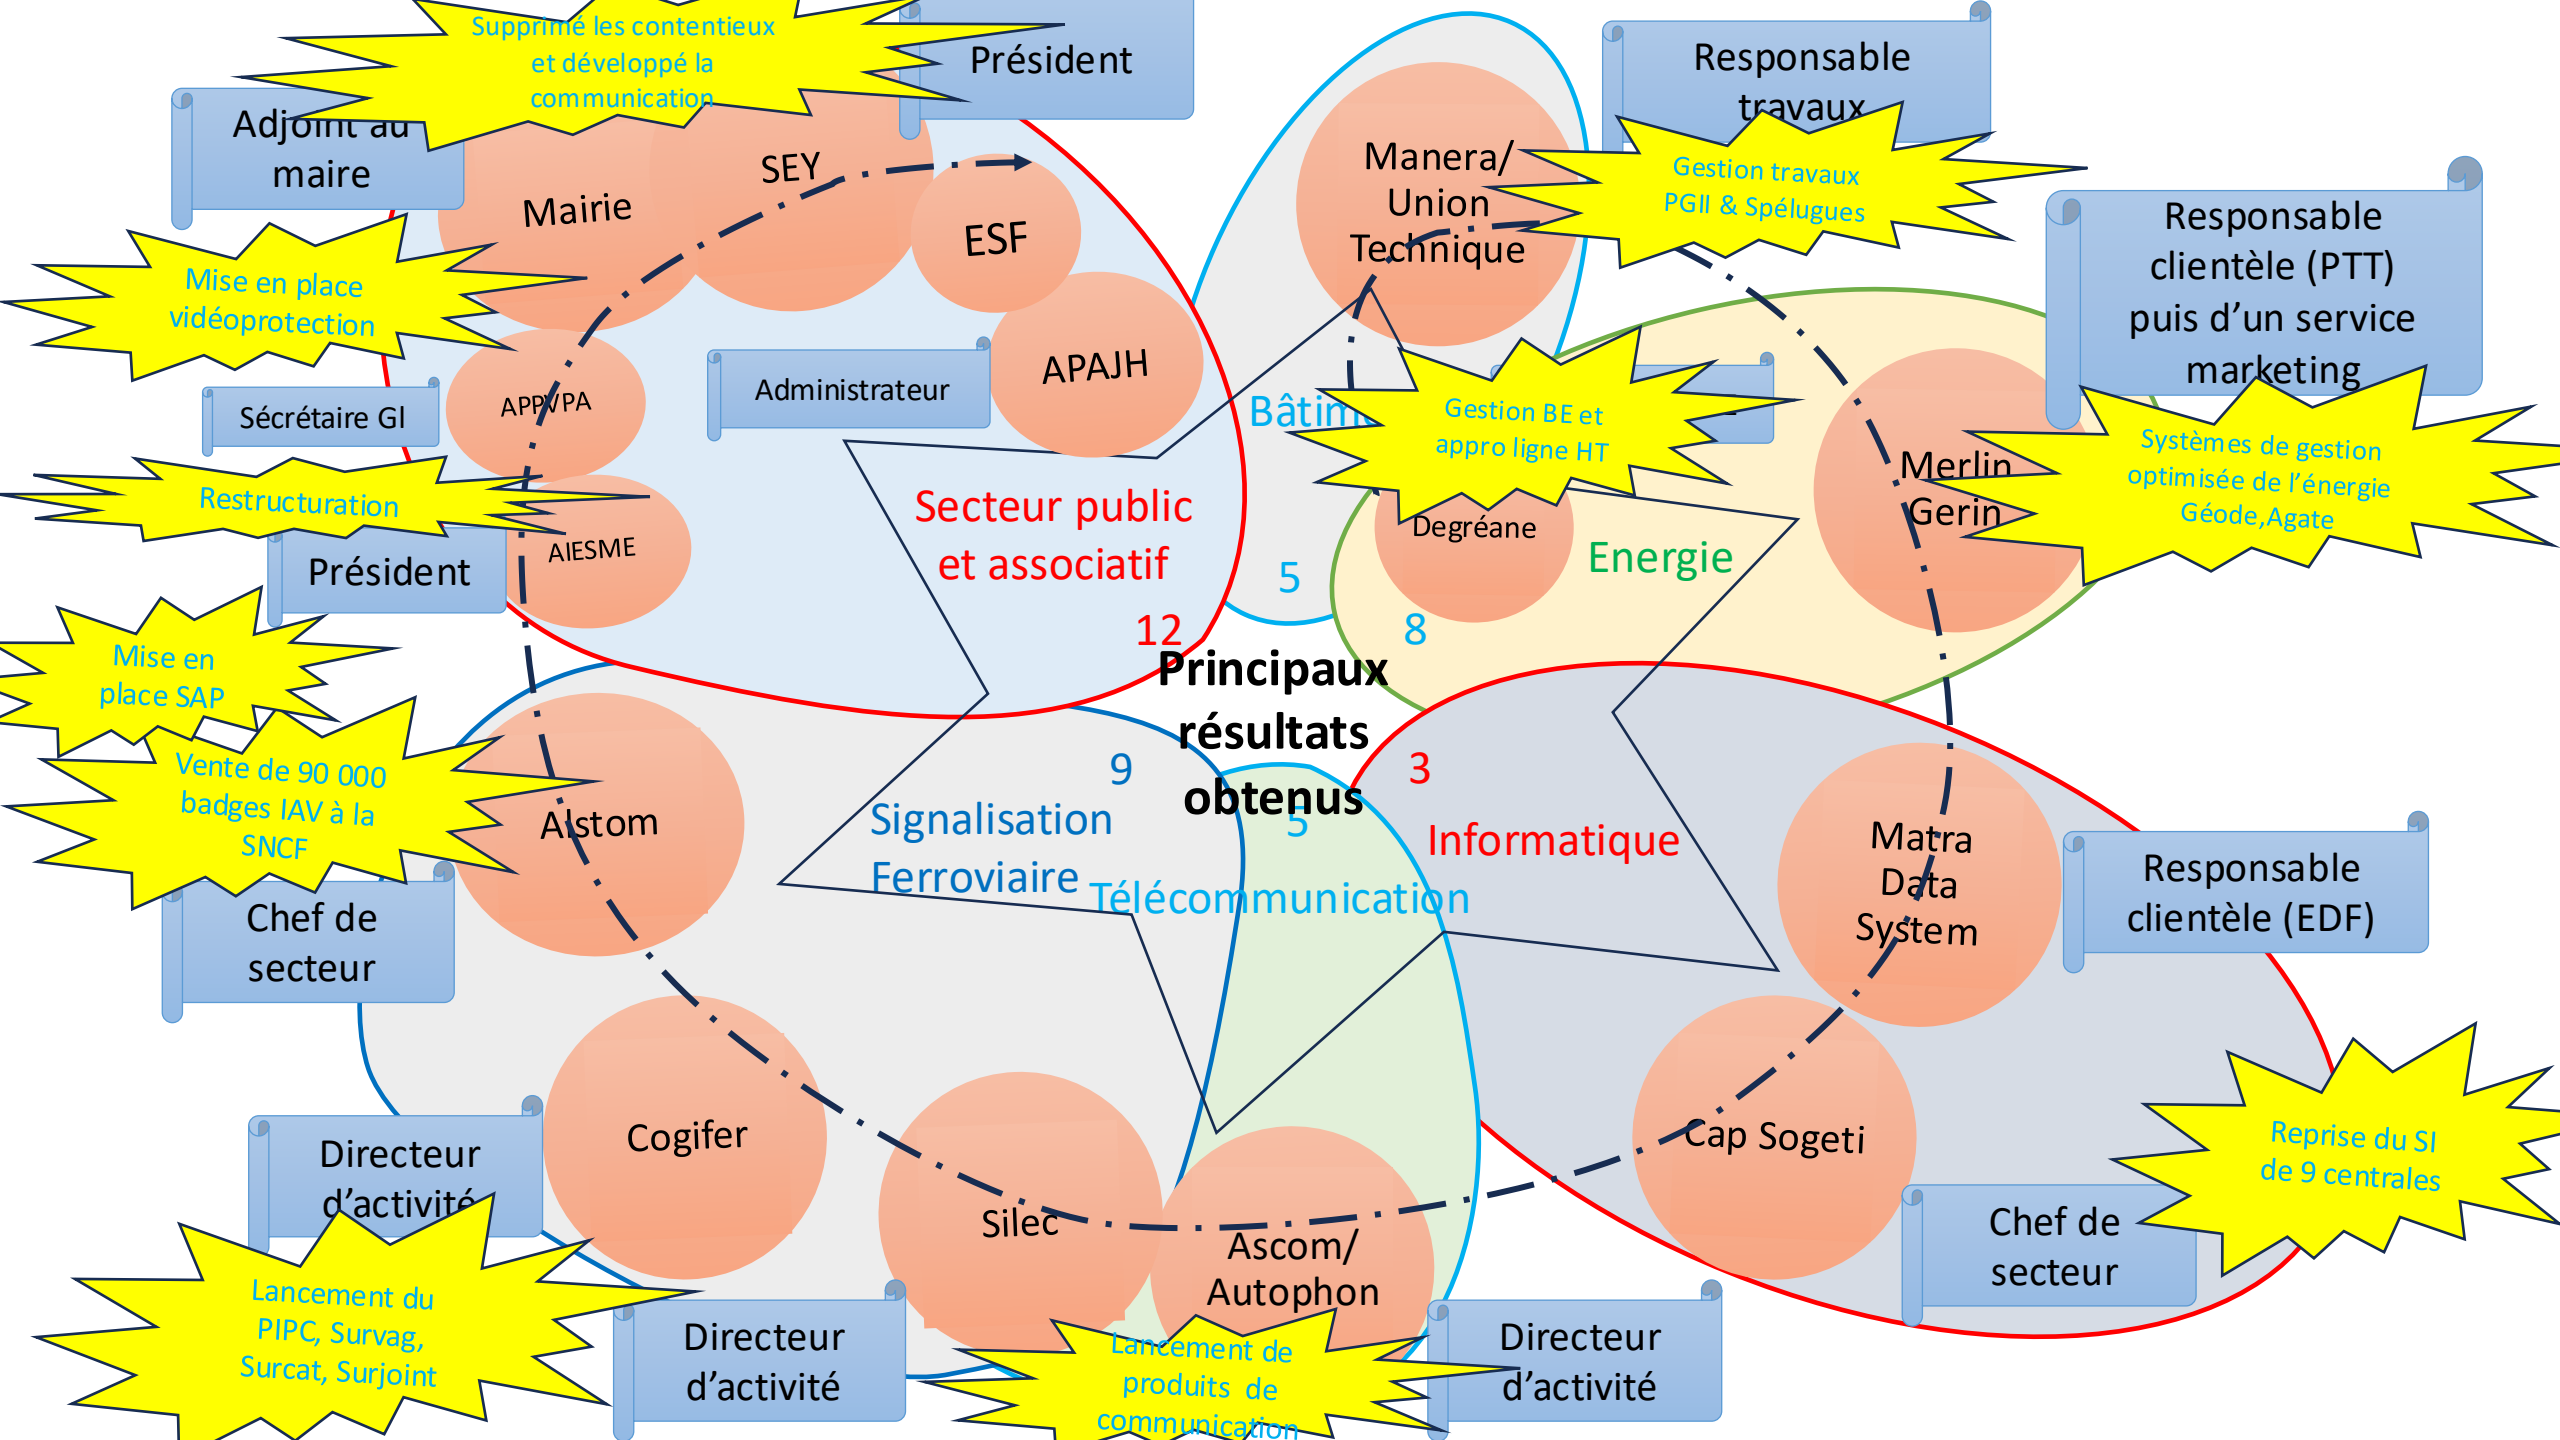 Supprimé les contentieux
et développé la
communication
Président
Responsable
travaux
Adjoint au
maire
SEY
Mairie
ESF
Manera/
Union
Technique
Gestion travaux
PGII & Spélugues
Responsable
clientèle (PTT)
puis d’un service
marketing
Mise en place
vidéoprotection
APAJH
Administrateur
APPVPA
Sécrétaire Gl
Gestion BE et
appro ligne HT
Merlin
Gerin
Systèmes de gestion
optimisée de l’énergie
Géode,Agate
Restructuration
Secteur public
et associatif
12
Degréane
Energie
AIESME
Président
5
8
Mise en
place SAP
Principaux
résultats
obtenus
9
3
5
Vente de 90 000
badges IAV à la
SNCF
Alstom
Signalisation
Ferroviaire
Télécommunication
Informatique
Matra
Data
System
Responsable
clientèle (EDF)
Chef de
secteur
Cogifer
Directeur
d’activité
Silec
Ascom/
Autophon
Cap Sogeti
Reprise du SI
de 9 centrales
Chef de
secteur
Lancement du
PIPC, Survag,
Surcat, Surjoint
Directeur
d’activité
Lancement de
produits de
communication
Directeur
d’activité